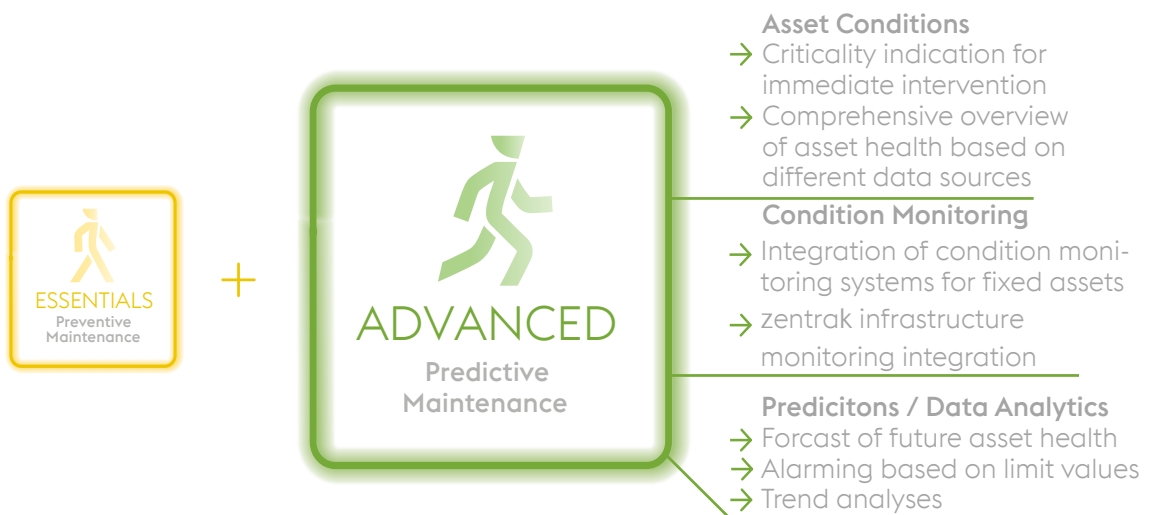 ESSENTIALS
Preventive
Maintenance
+
ADVANCED
Predictive
Maintenance
Asset Conditions
→ Criticality indication for
immediate intervention
→ Comprehensive overview
of asset health based on
different data sources
Condition Monitoring
→ Integration of condition moni-
toring systems for fixed assets
→ zentrak infrastructure
monitoring integration
Predicitons / Data Analytics
→ Forcast of future asset health
→ Alarming based on limit values
→ Trend analyses